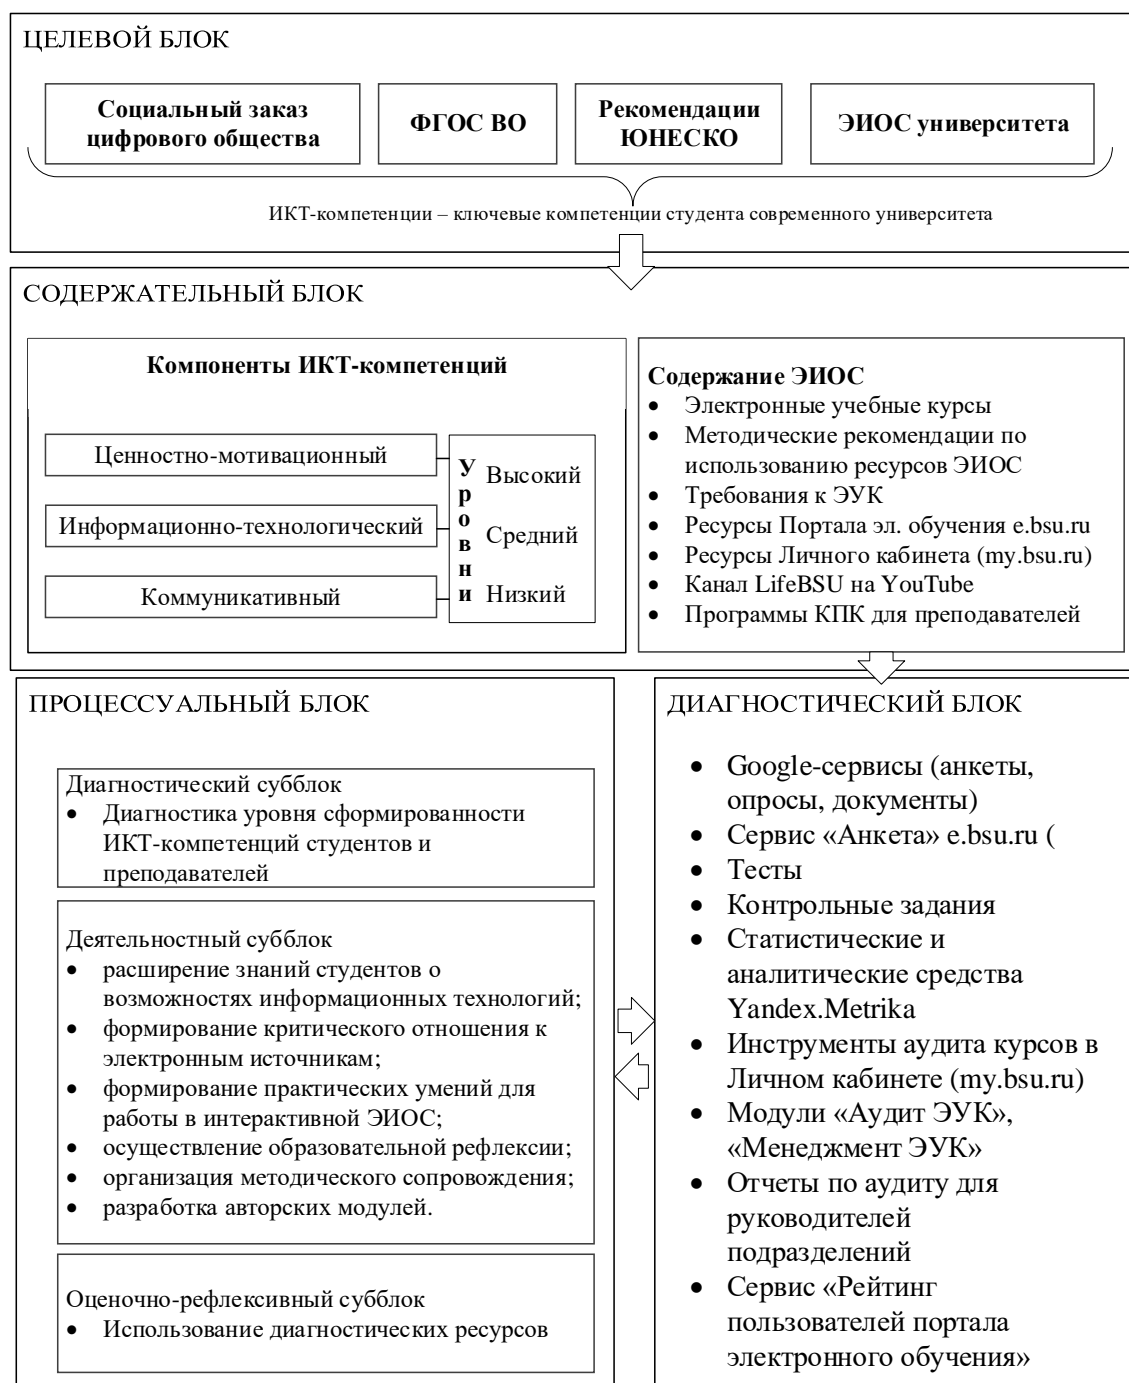 ЦЕЛЕВОЙ БЛОК
Социальный заказ
цифрового общества
ФГОС ВО
Рекомендации
ЮНЕСКО
ЭИОС университета
ИКТ-компетенции – ключевые компетенции студента современного университета
СОДЕРЖАТЕЛЬНЫЙ БЛОК
Компоненты ИКТ-компетенций
Ценностно-мотивационный
Информационно-технологический
Коммуникативный
Уровни
Высокий
Средний
Низкий
Содержание ЭИОС
• Электронные учебные курсы
• Методические рекомендации по
использованию ресурсов ЭИОС
• Требования к ЭУК
• Ресурсы Портала эл. обучения e.bsu.ru
• Ресурсы Личного кабинета (my.bsu.ru)
• Канал LifeBSU на YouTube
• Программы КПК для преподавателей
ПРОЦЕССУАЛЬНЫЙ БЛОК
Диагностический субблок
• Диагностика уровня сформированности
ИКТ-компетенций студентов и
преподавателей
Деятельностный субблок
• расширение знаний студентов о
возможностях информационных технологий;
• формирование критического отношения к
электронным источникам;
• формирование практических умений для
работы в интерактивной ЭИОС;
• осуществление образовательной рефлексии;
• организация методического сопровождения;
• разработка авторских модулей.
Оценочно-рефлексивный субблок
• Использование диагностических ресурсов
ДИАГНОСТИЧЕСКИЙ БЛОК
• Google-сервисы (анкеты,
опросы, документы)
• Сервис «Анкета» e.bsu.ru (
• Тесты
• Контрольные задания
• Статистические и
аналитические средства
Yandex.Metrika
• Инструменты аудита курсов в
Личном кабинете (my.bsu.ru)
• Модули «Аудит ЭУК»,
«Менеджмент ЭУК»
• Отчеты по аудиту для
руководителей
подразделений
• Сервис «Рейтинг
пользователей портала
электронного обучения»